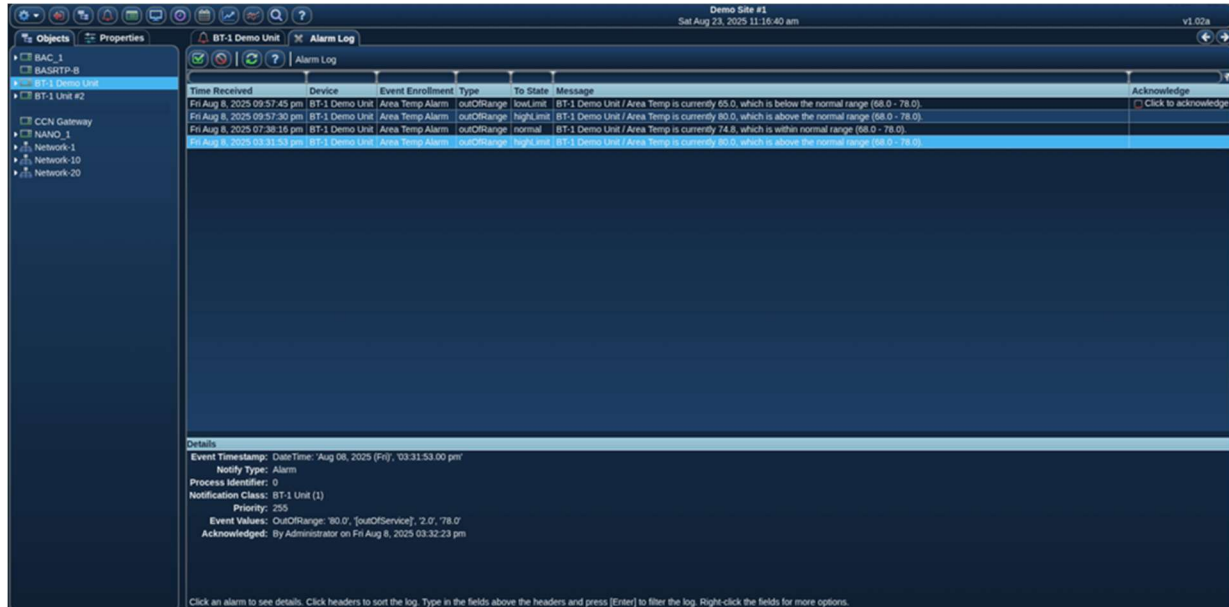 Demo Site #1
Sat Aug 23, 2025 11:16:40 am
v1.02a
Objects Properties
BT-1 Demo Unit Alarm Log
BAC_1
BASRTP-B
BT-1 Demo Unit
BT-1 Unit #2
CCN Gateway
NANO_1
Network-1
Network-10
Network-20
Alarm Log
Time Received Device Event Enrollment Type To State Message Acknowledge
Fri Aug 8, 2025 09:57:45 pm BT-1 Demo Unit Area Temp Alarm outOfRange lowLimit BT-1 Demo Unit / Area Temp is currently 65.0, which is below the normal range (68.0 - 78.0). Click to acknowledge
Fri Aug 8, 2025 09:57:30 pm BT-1 Demo Unit Area Temp Alarm outOfRange highLimit BT-1 Demo Unit / Area Temp is currently 80.0, which is above the normal range (68.0 - 78.0).
Fri Aug 8, 2025 07:38:16 pm BT-1 Demo Unit Area Temp Alarm outOfRange normal BT-1 Demo Unit / Area Temp is currently 74.8, which is within normal range (68.0 - 78.0).
Fri Aug 8, 2025 03:31:53 pm BT-1 Demo Unit Area Temp Alarm outOfRange highLimit BT-1 Demo Unit / Area Temp is currently 80.0, which is above the normal range (68.0 - 78.0).
Details
Event Timestamp: DateTime: 'Aug 08, 2025 (Fri)', '03:31:53.00 pm'
Notify Type: Alarm
Process Identifier: 0
Notification Class: BT-1 Unit (1)
Priority: 255
Event Values: OutOfRange: '80.0', '[outOfService]', '2.0', '78.0'
Acknowledged: By Administrator on Fri Aug 8, 2025 03:32:23 pm
Click an alarm to see details. Click headers to sort the log. Type in the fields above the headers and press [Enter] to filter the log. Right-click the fields for more options.